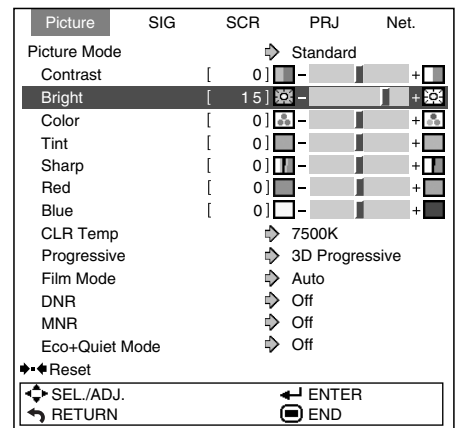 Picture SIG SCR PRJ Net.
Picture Mode Standard
Contrast [ 0] - +
Bright [ 15] - +
Color [ 0] - +
Tint [ 0] - +
Sharp [ 0] - +
Red [ 0] - +
Blue [ 0] - +
CLR Temp 7500K
Progressive 3D Progressive
Film Mode Auto
DNR Off
MNR Off
Eco+Quiet Mode Off
Reset
SEL./ADJ. ENTER
RETURN END